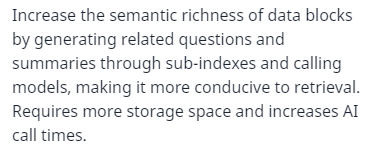 Increase the semantic richness of data blocks
by generating related questions and
summaries through sub-indexes and calling
models, making it more conducive to retrieval.
Requires more storage space and increases AI
call times.